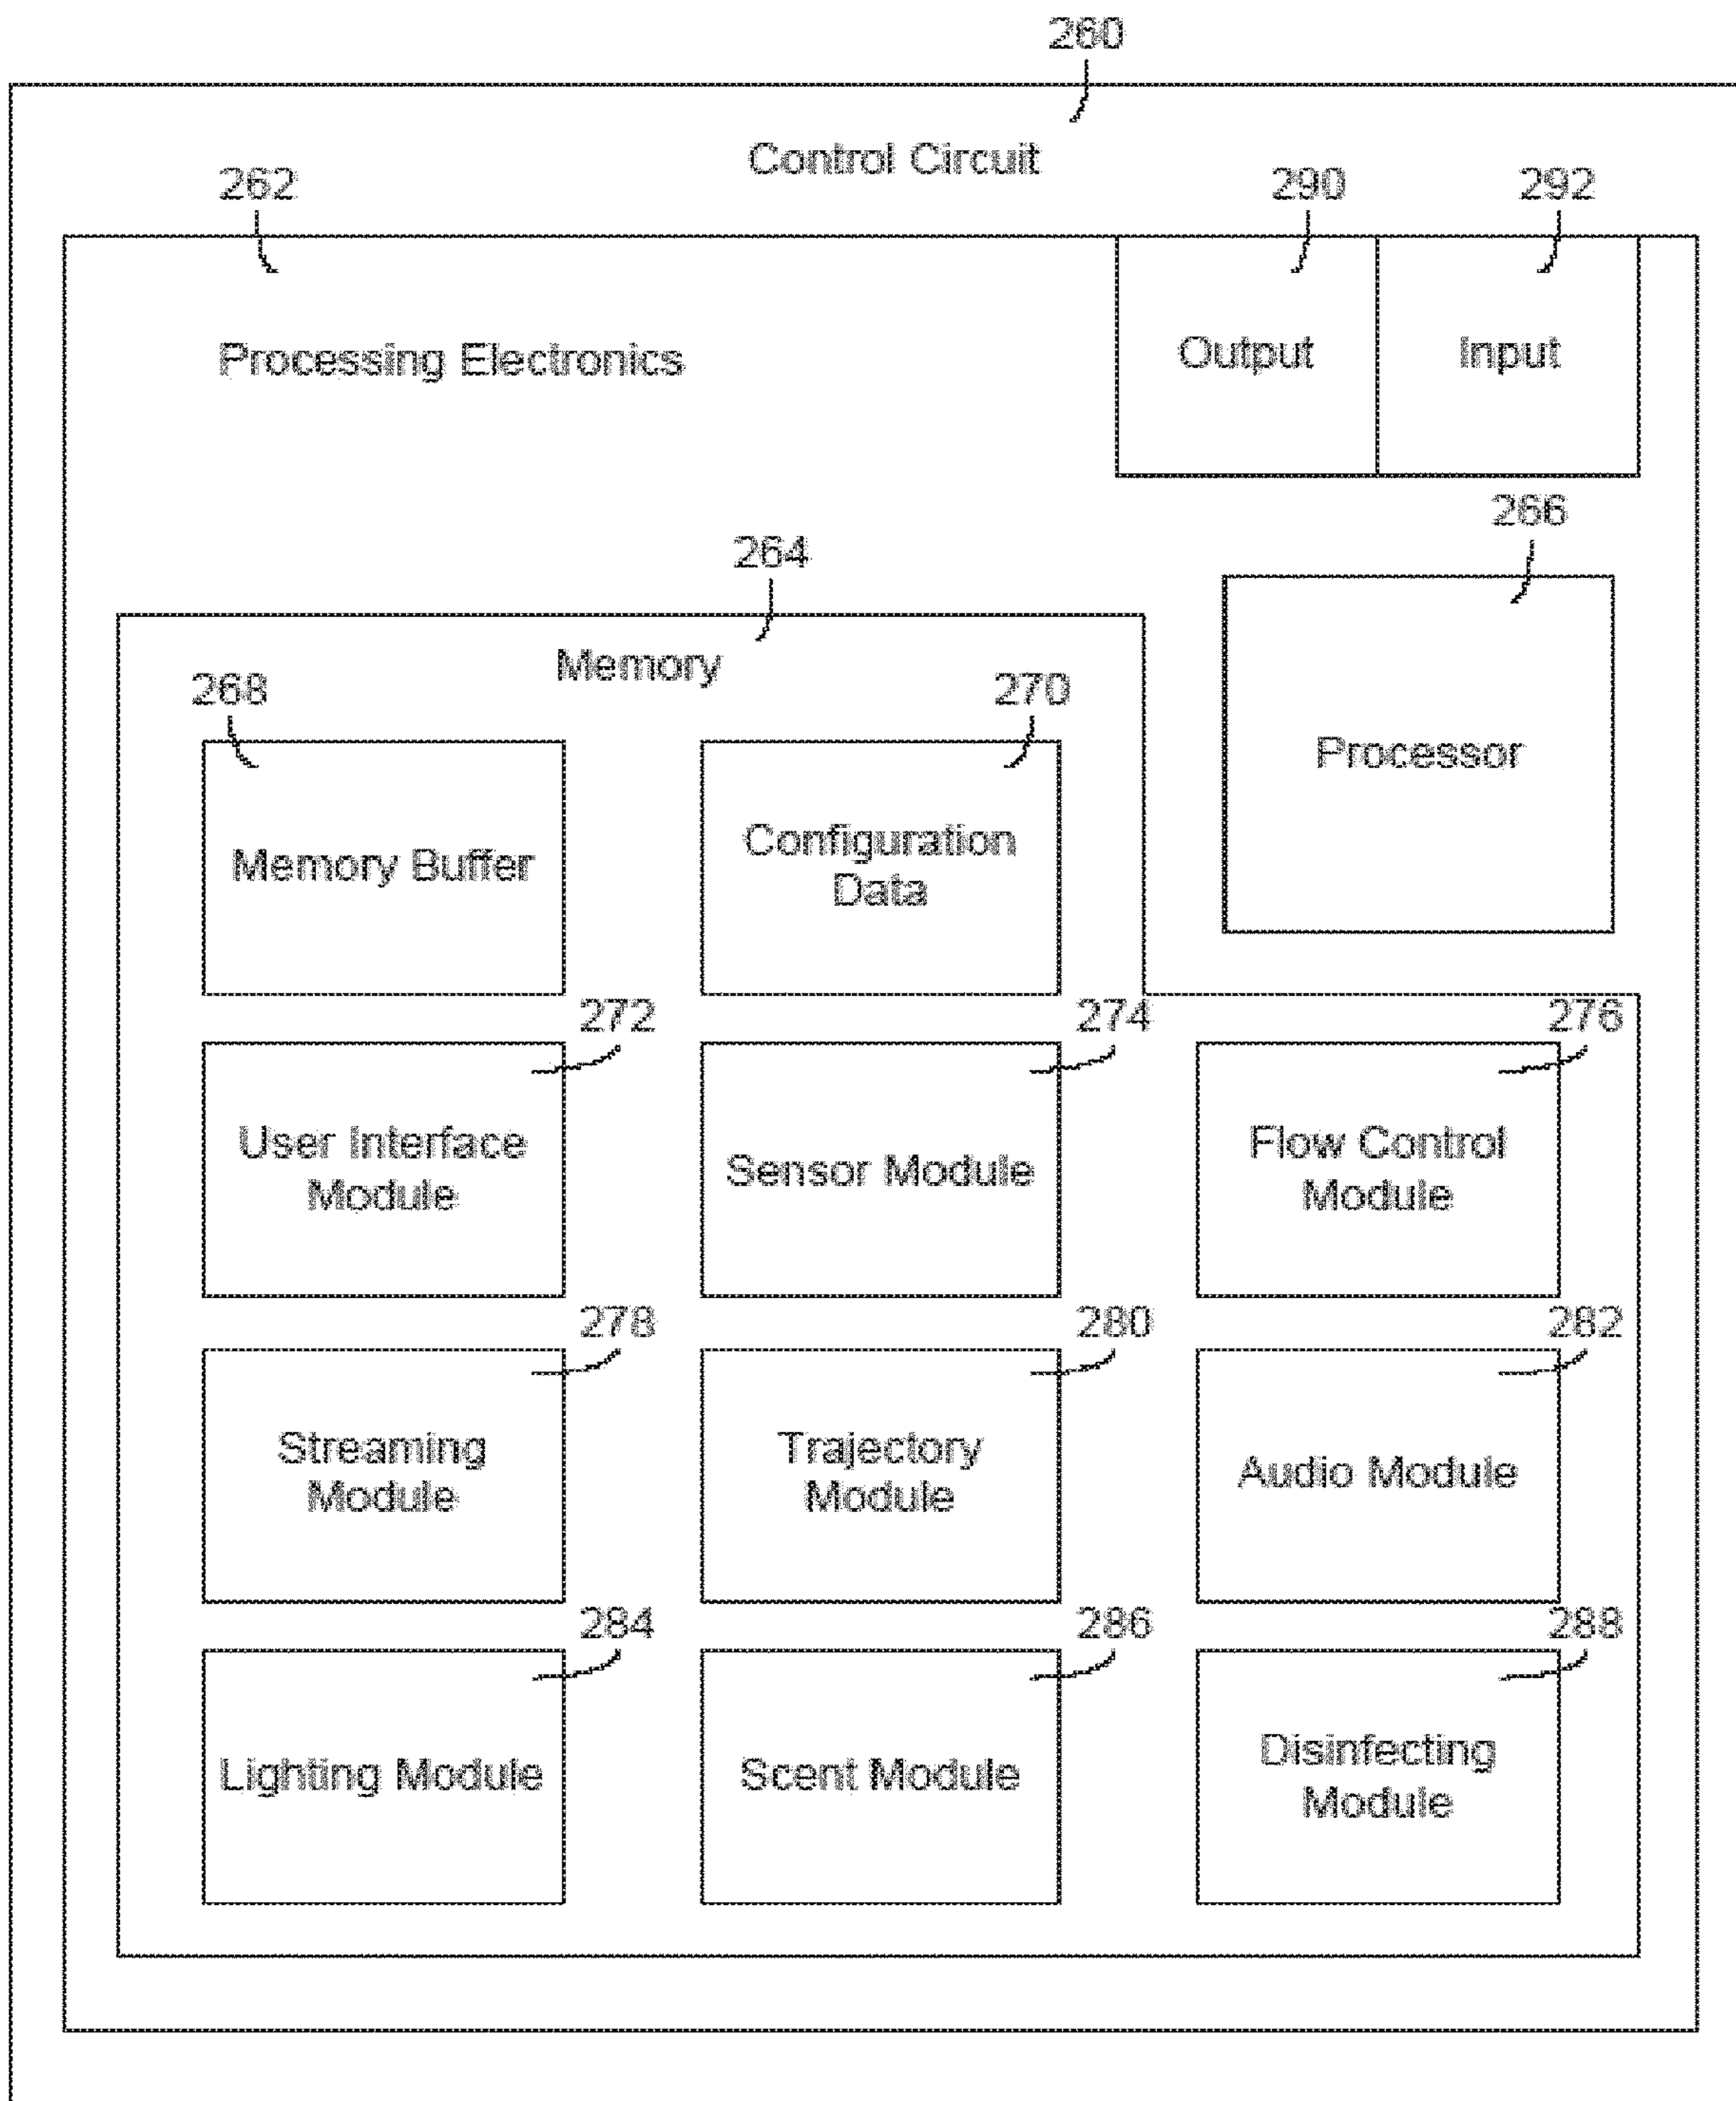 260
Control Circuit
262
290
292
Processing Electronics
Output
Input
266
264
Processor
Memory
268
270
Memory Buffer
Configuration
Data
272
274
276
User Interface
Module
Sensor Module
Flow Control
Module
278
280
282
Streaming
Module
Trajectory
Module
Audio Module
284
286
288
Lighting Module
Scent Module
Disinfecting
Module